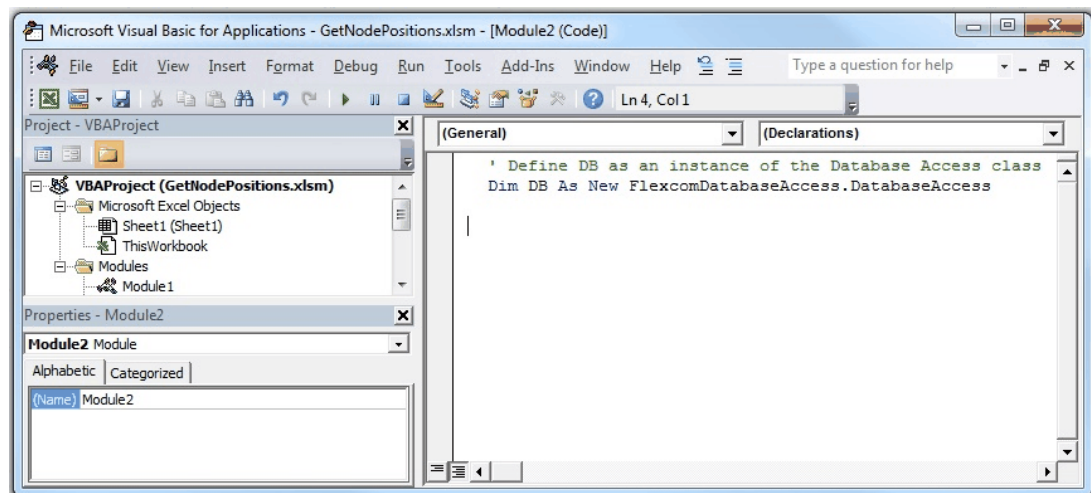 Microsoft Visual Basic for Applications - GetNodePositions.xlsm - [Module2 (Code)]
File Edit View Insert Format Debug Run Tools Add-Ins Window Help Type a question for help
Ln 4, Col 1
Project - VBAProject
(General) (Declarations)
VBAProject (GetNodePositions.xlsm)
Microsoft Excel Objects
Sheet1 (Sheet1)
ThisWorkbook
Modules
Module1
Properties - Module2
Module2 Module
Alphabetic Categorized
(Name) Module2
' Define DB as an instance of the Database Access class
Dim DB As New FlexcomDatabaseAccess.DatabaseAccess